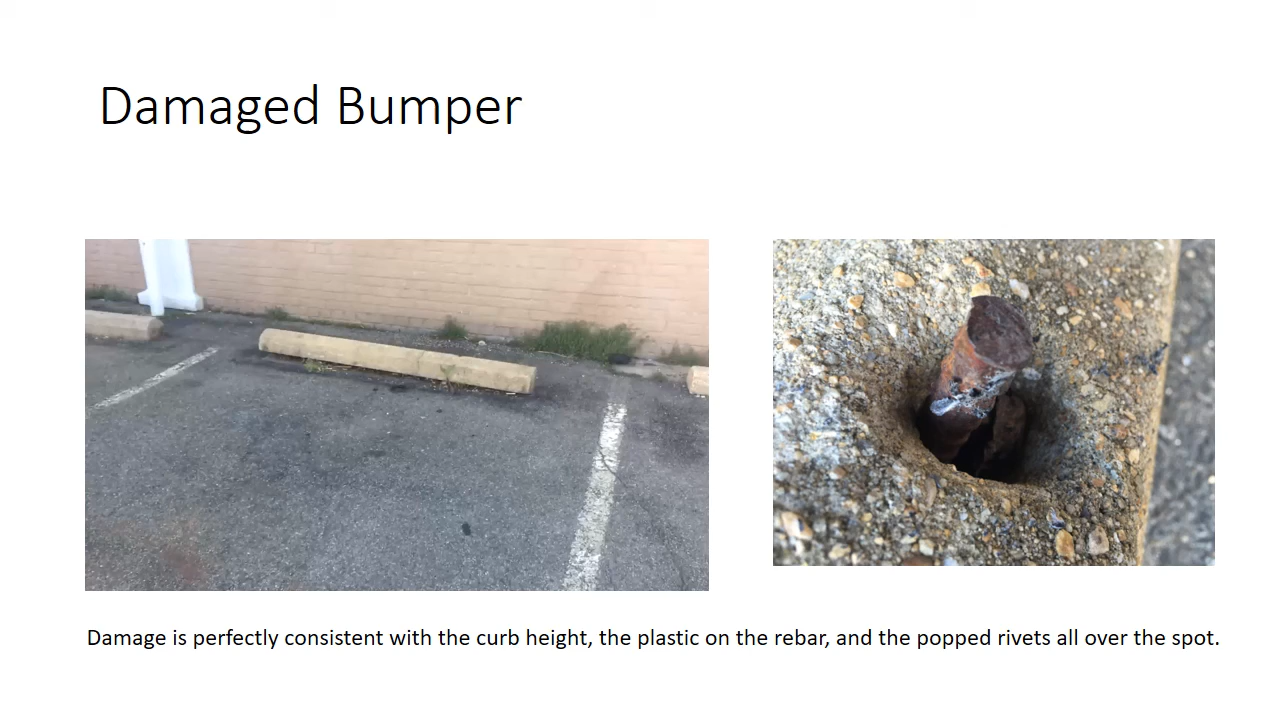 Damaged Bumper
Damage is perfectly consistent with the curb height, the plastic on the rebar, and the popped rivets all over the spot.